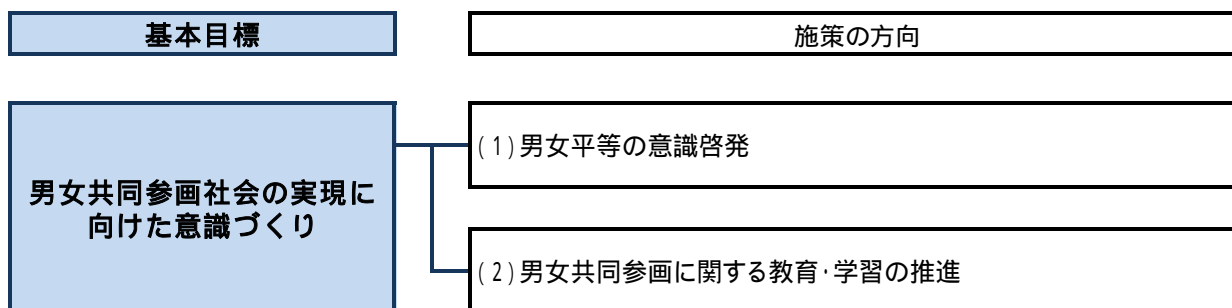 基本目標
施策の方向
男女共同参画社会の実現に
向けた意識づくり
(1)男女平等の意識啓発
(2)男女共同参画に関する教育・学習の推進